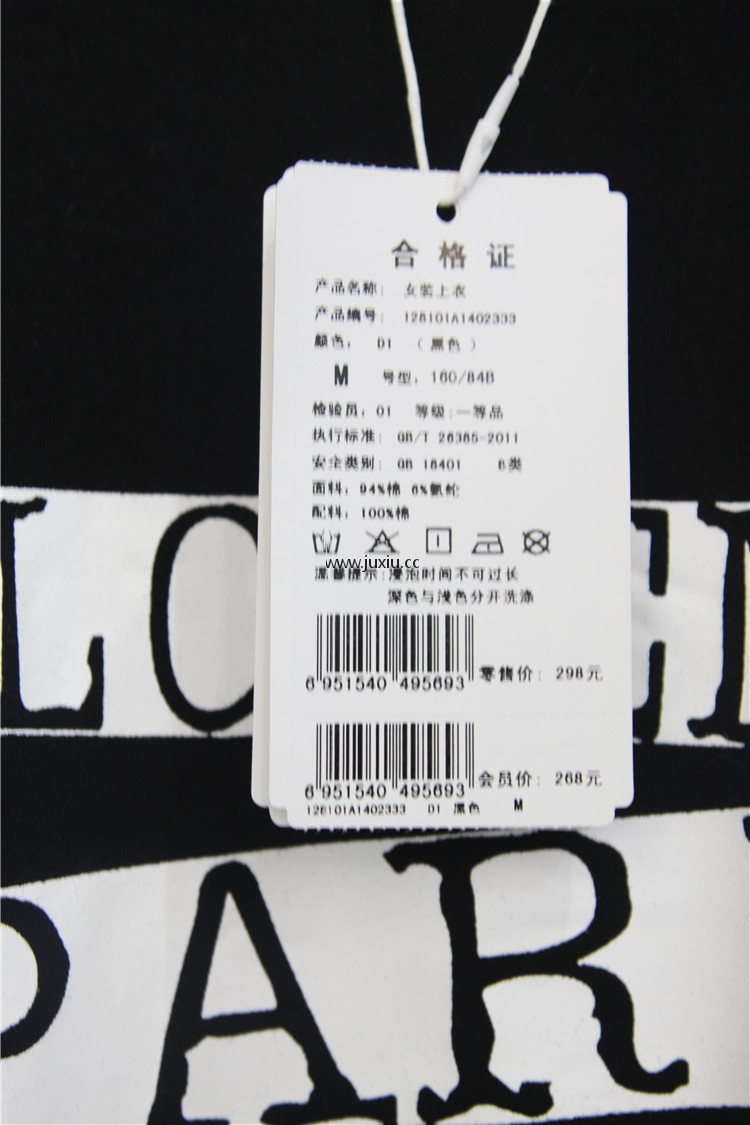 合格证
产品名称: 女装上衣
产品编号: 126101A1402333
颜色: D1 (黑色)
M 号型: 160/84B
检验员: 01 等级:一等品
执行标准: GB/T 26385-2011
安全类别: GB 18401 B类
面料: 94%棉 6%氨纶
配料: 100%棉
www.juxiu.cc
温馨提示:浸泡时间不可过长
深色与浅色分开洗涤
6 951540 495693 零售价: 298元
6 951540 495693 会员价: 268元
126101A1402333 D1 黑色 M
LO
PAR